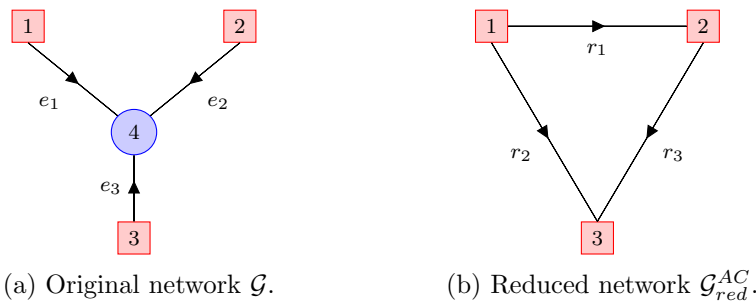 1
2
e₁
e₂
4
e₃
3
(a) Original network 𝒢.
1
2
r₁
r₂
r₃
3
(b) Reduced network 𝒢_{red}^{AC}.